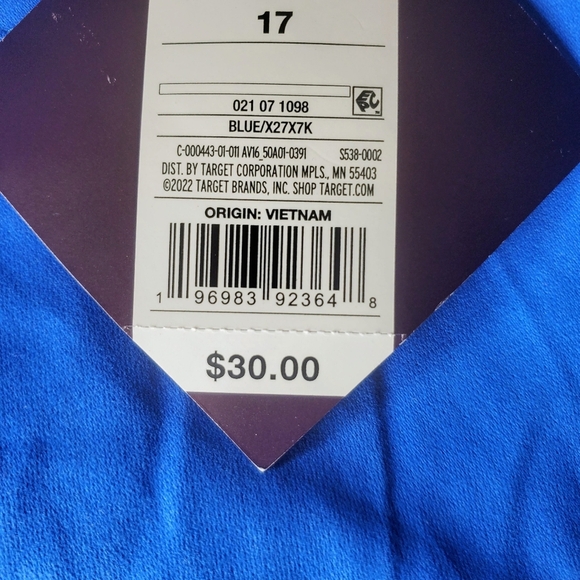 17
021 07 1098
BLUE/X27X7K
C-000443-01-011 AV16_50A01-0391 S538-0002
DIST. BY TARGET CORPORATION MPLS., MN 55403
©2022 TARGET BRANDS, INC. SHOP TARGET.COM
ORIGIN: VIETNAM
1 96983 92364 8
$30.00